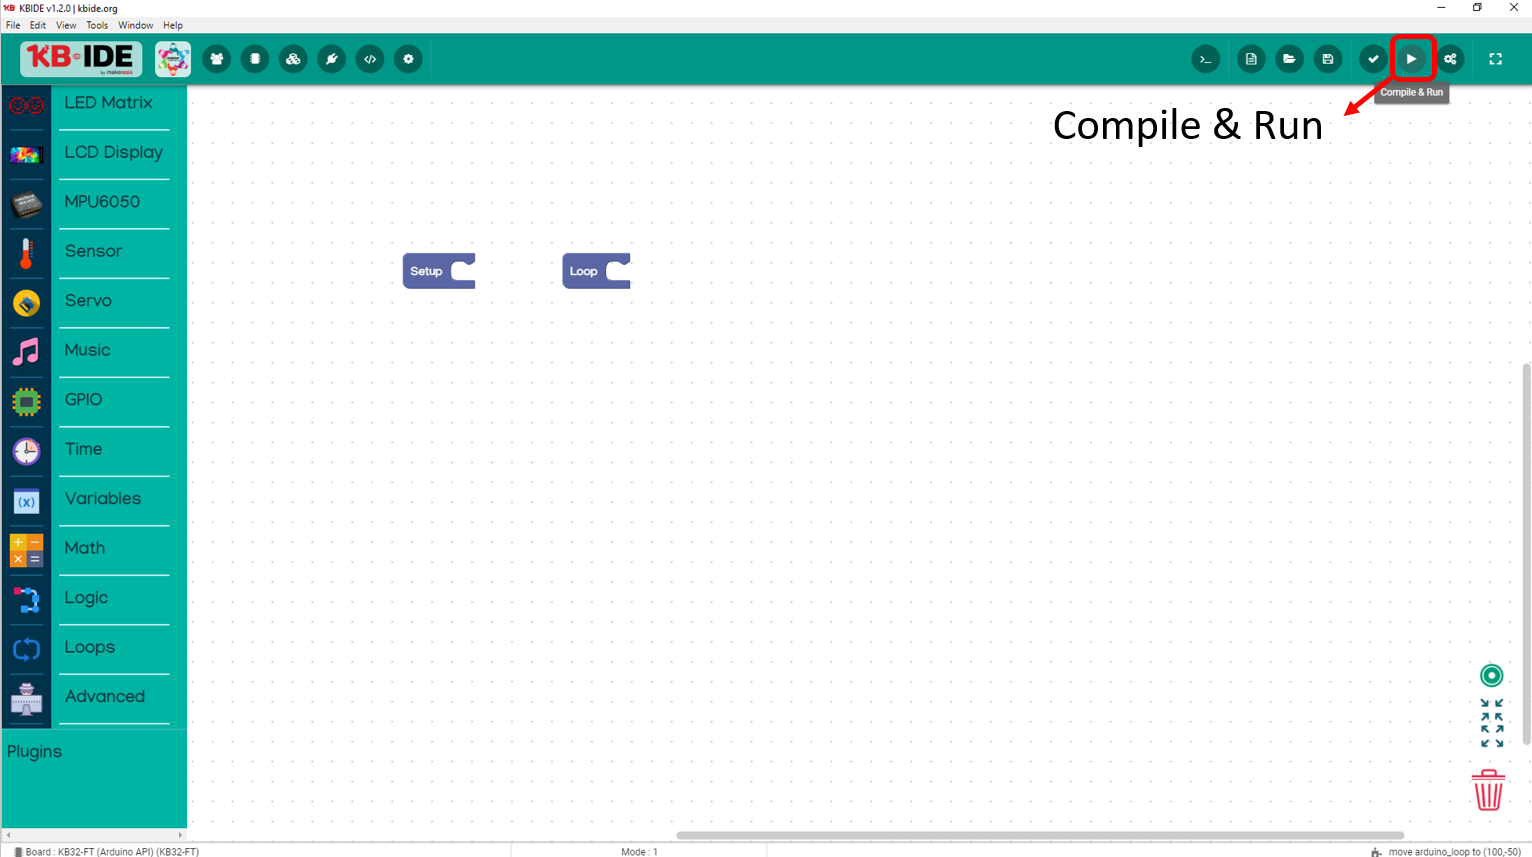 KB KBIDE v1.2.0 | kbide.org
File Edit View Tools Window Help
KB IDE
by makerasia
Compile & Run
Compile & Run
LED Matrix
LCD Display
MPU6050
Sensor
Servo
Music
GPIO
Time
(x) Variables
Math
Logic
Loops
Advanced
Plugins
Setup
Loop
Board : KB32-FT (Arduino API) (KB32-FT)
Mode : 1
move arduino_loop to (100,-50)